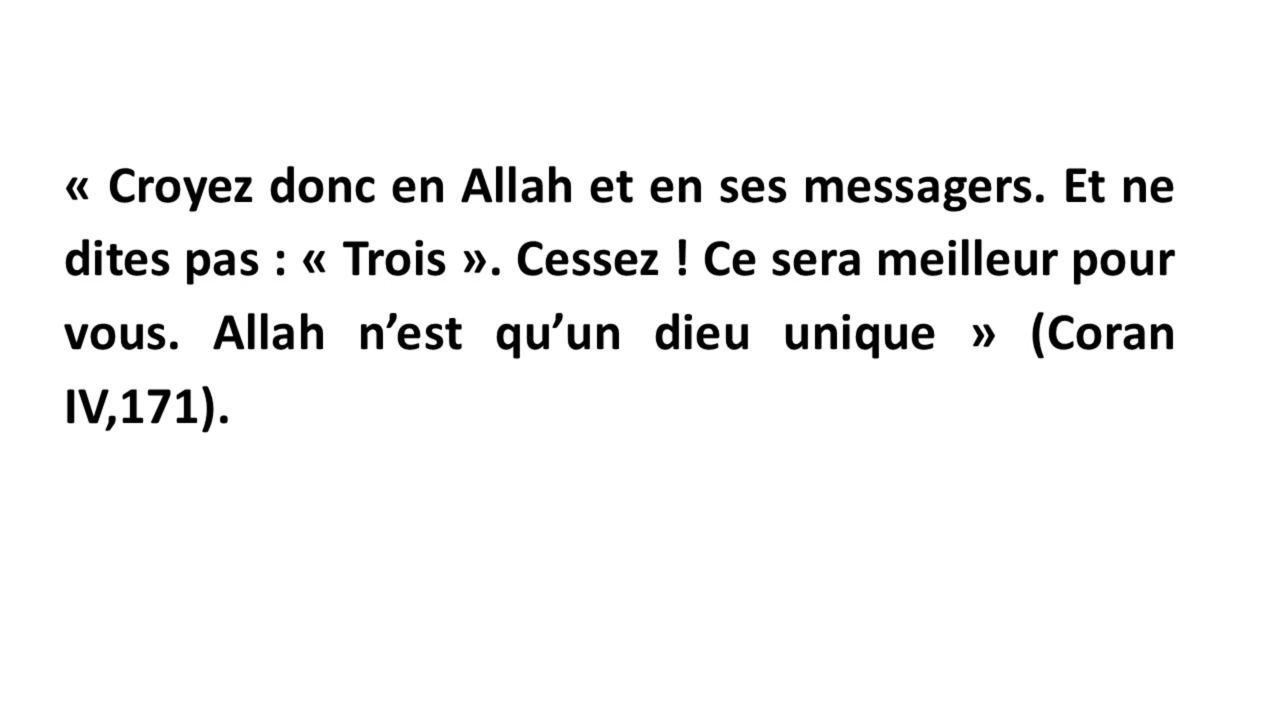 « Croyez donc en Allah et en ses messagers. Et ne
dites pas : « Trois ». Cessez ! Ce sera meilleur pour
vous. Allah n’est qu’un dieu unique » (Coran
IV,171).